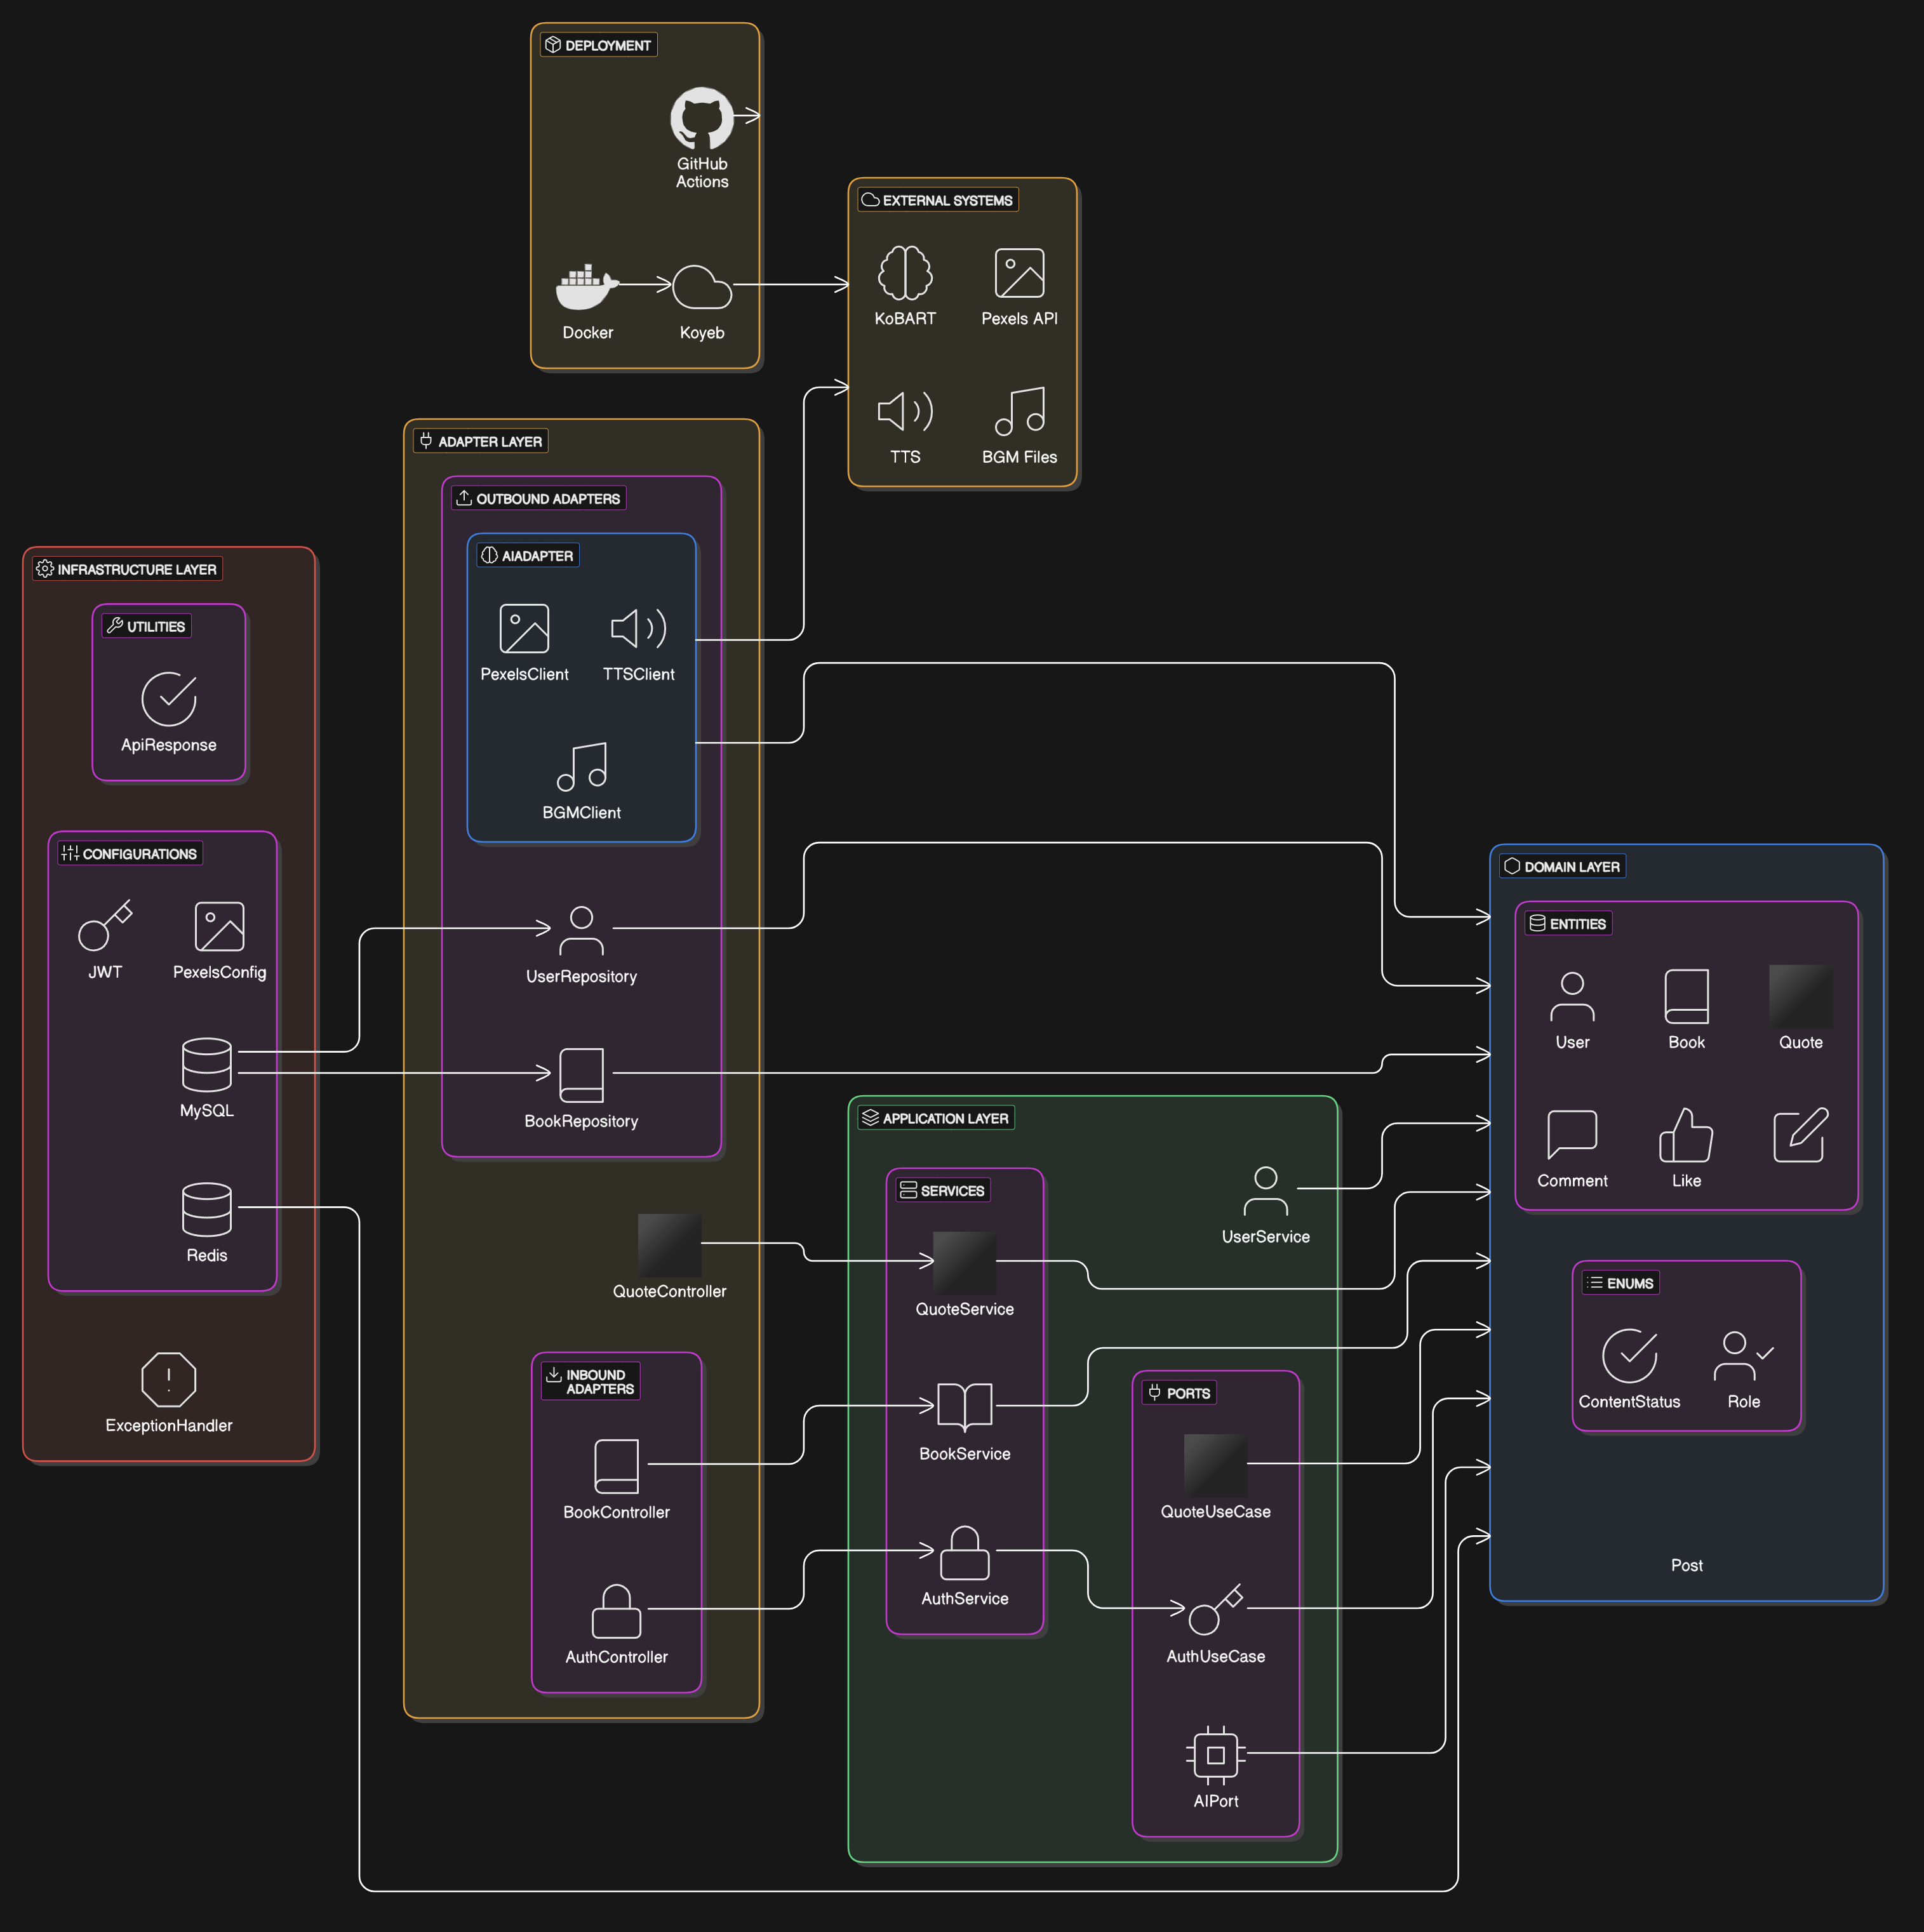 DEPLOYMENT
GitHub
Actions
Docker
Koyeb
EXTERNAL SYSTEMS
KoBART
Pexels API
TTS
BGM Files
ADAPTER LAYER
OUTBOUND ADAPTERS
AIADAPTER
PexelsClient
TTSClient
BGMClient
UserRepository
BookRepository
QuoteController
INBOUND
ADAPTERS
BookController
AuthController
INFRASTRUCTURE LAYER
UTILITIES
ApiResponse
CONFIGURATIONS
JWT
PexelsConfig
MySQL
Redis
ExceptionHandler
APPLICATION LAYER
SERVICES
QuoteService
BookService
AuthService
UserService
PORTS
QuoteUseCase
AuthUseCase
AIPort
DOMAIN LAYER
ENTITIES
User
Book
Quote
Comment
Like
ENUMS
ContentStatus
Role
Post